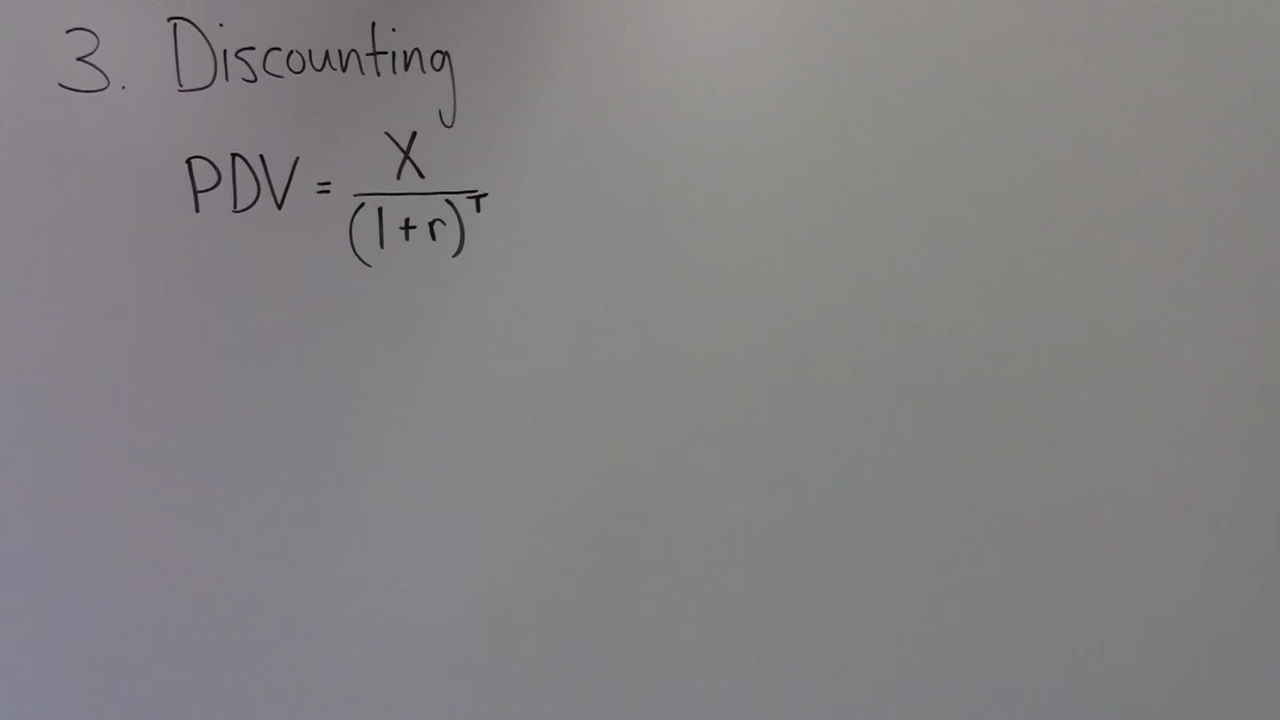 3. Discounting
PDV = X / (1+r)^T